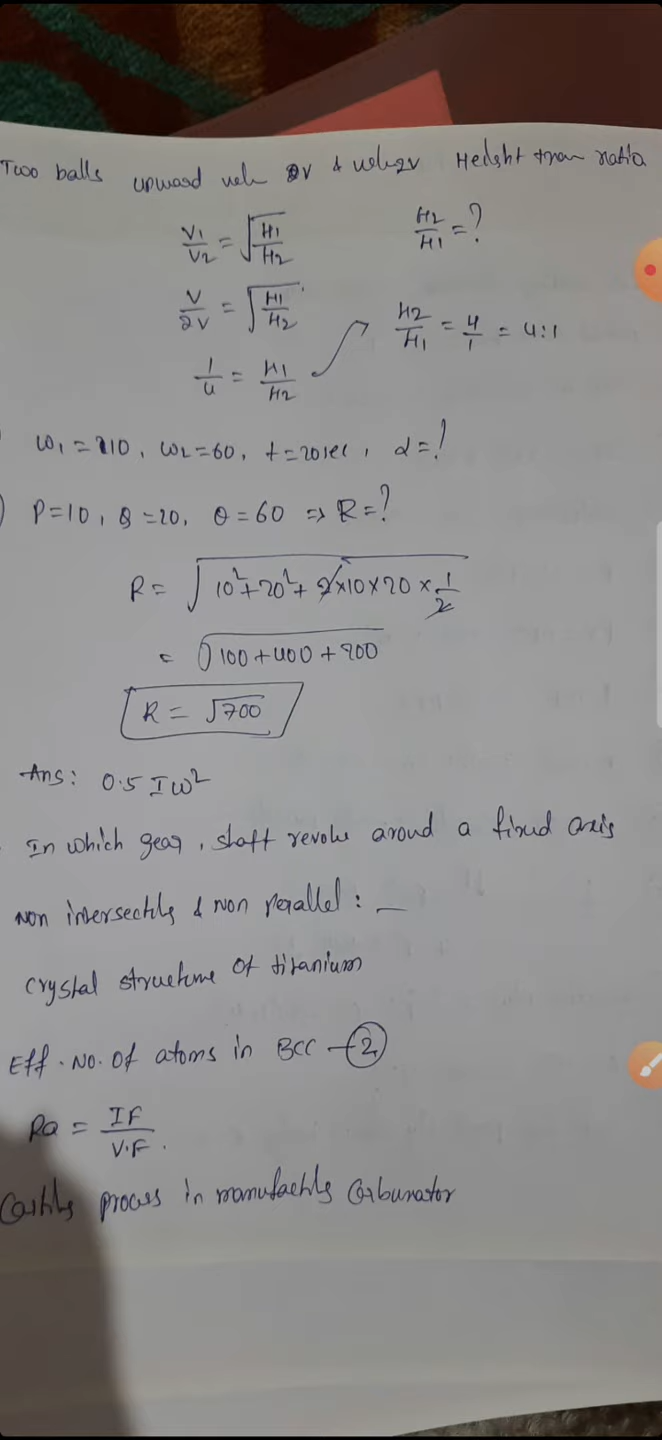 Two balls upward veh v & veh 2v Height tran ratio
V1/V2 = √(H1/H2)
H2/H1 = ?
V/2V = √(H1/H2)
H2/H1 = 4/1 = 4:1
1/4 = H1/H2
ω1 = 210, ω2 = 60, t = 20 sec, α = ?
P = 10, Q = 20, θ = 60 ⇒ R = ?
R = √(10² + 20² + 2×10×20×1/2)
= √(100 + 400 + 200)
R = √700
Ans: 0.5 Iω²
In which gear, shaft revolve around a fixed axis
Non intersecting & non parallel : —
Crystal structure of titanium
Eff. No. of atoms in BCC – 2
Ra = IF/V.F.
Casting process in manufacting Carburator